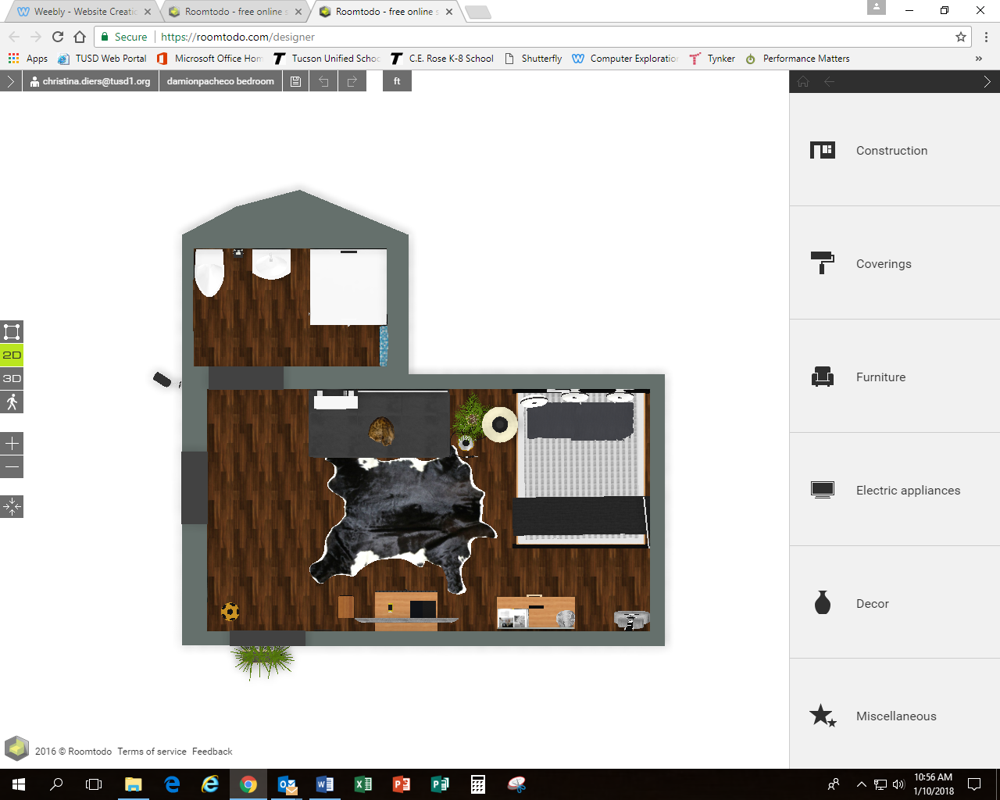 Weebly - Website Creatic
Roomtodo - free online s
Roomtodo - free online s
Secure
https://roomtodo.com/designer
Apps
TUSD Web Portal
Microsoft Office Hom
Tucson Unified Schoo
C.E. Rose K-8 School
Shutterfly
Computer Exploration
Tynker
Performance Matters
»
christina.diers@tusd1.org
damionpacheco bedroom
ft
Construction
Coverings
Furniture
Electric appliances
Decor
Miscellaneous
2D
3D
2016 © Roomtodo Terms of service Feedback
10:56 AM
1/10/2018